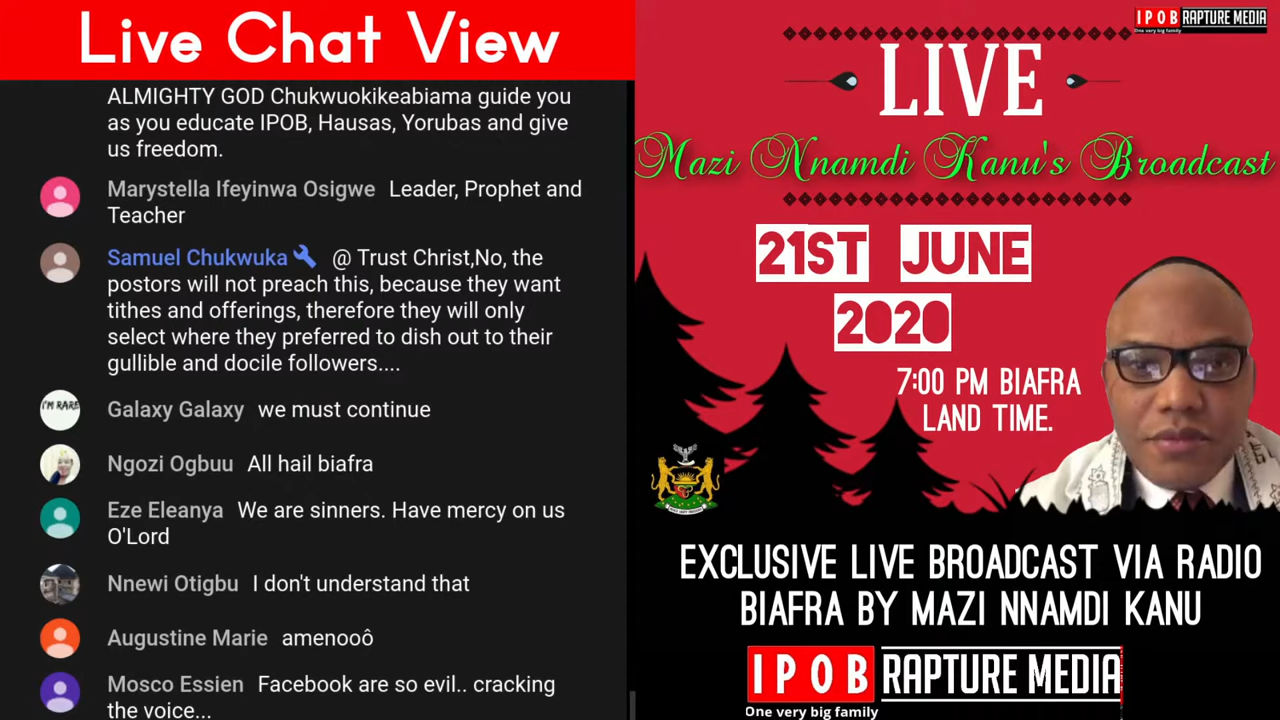 Live Chat View
ALMIGHTY GOD Chukwuokikeabiama guide you
as you educate IPOB, Hausas, Yorubas and give
us freedom.
Marystella Ifeyinwa Osigwe Leader, Prophet and
Teacher
Samuel Chukwuka @ Trust Christ,No, the
postors will not preach this, because they want
tithes and offerings, therefore they will only
select where they preferred to dish out to their
gullible and docile followers....
I'M RARE
Galaxy Galaxy we must continue
Ngozi Ogbuu All hail biafra
Eze Eleanya We are sinners. Have mercy on us
O'Lord
Nnewi Otigbu I don't understand that
Augustine Marie amenooô
Mosco Essien Facebook are so evil.. cracking
the voice...
IPOB RAPTURE MEDIA
One very big family
LIVE
Mazi Nnamdi Kanu's Broadcast
21ST JUNE
2020
7:00 PM BIAFRA
LAND TIME.
EXCLUSIVE LIVE BROADCAST VIA RADIO
BIAFRA BY MAZI NNAMDI KANU
IPOB RAPTURE MEDIA
One very big family